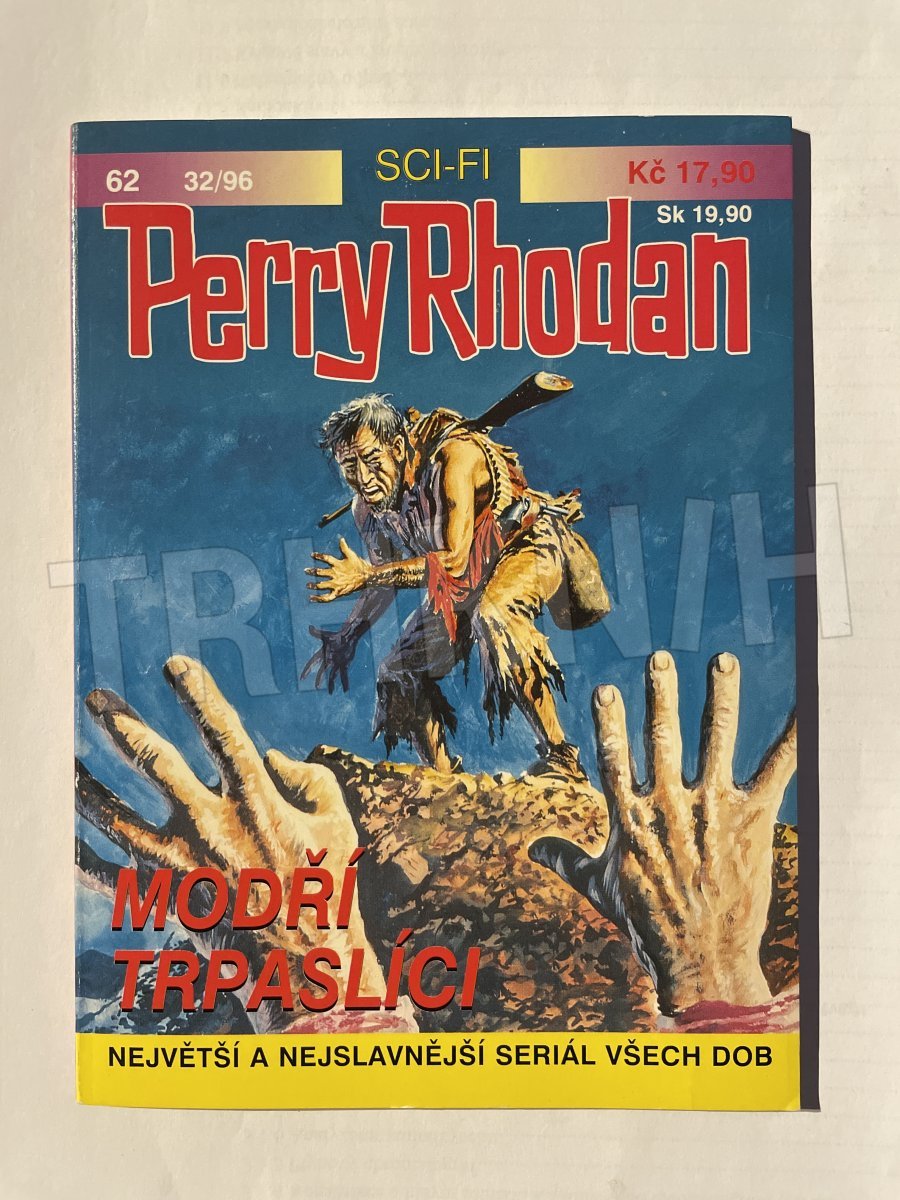 62 32/96 SCI-FI Kč 17,90
Sk 19,90
Perry Rhodan
MODŘÍ
TRPASLÍCI
NEJVĚTŠÍ A NEJSLAVNĚJŠÍ SERIÁL VŠECH DOB